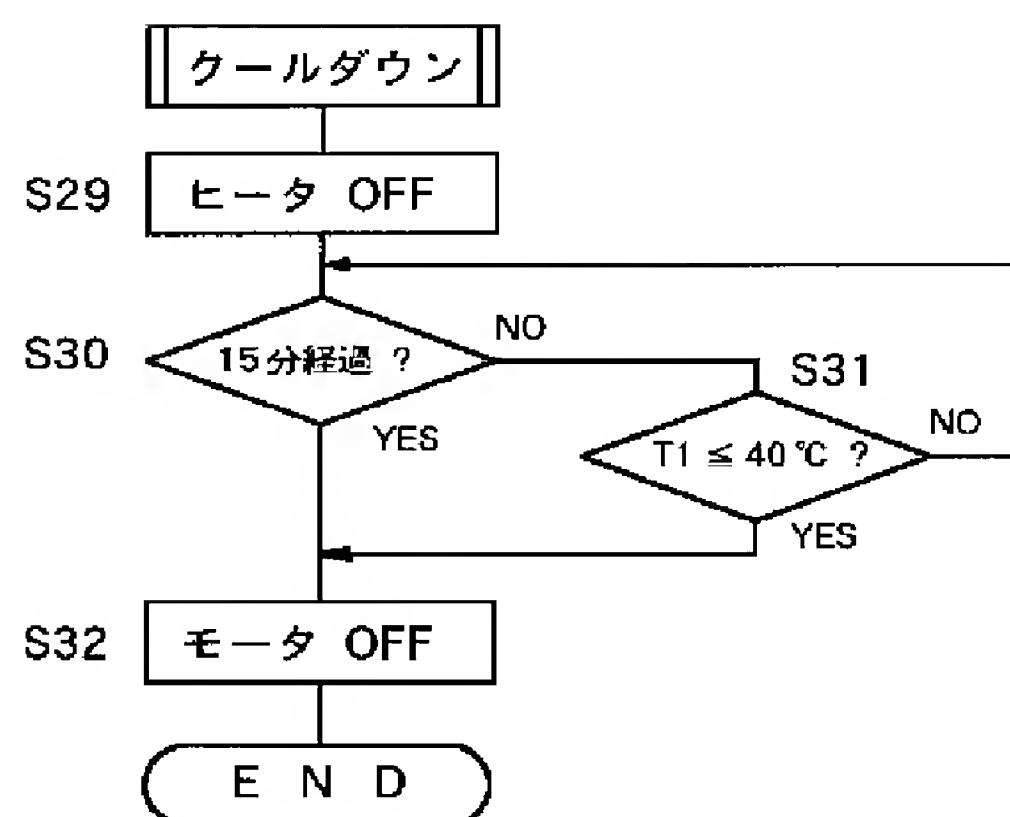 クールダウン
S29 ヒータ OFF
S30 15分経過 ? NO
S31
YES T1 ≦ 40 ℃ ? NO
YES
S32 モータ OFF
E N D